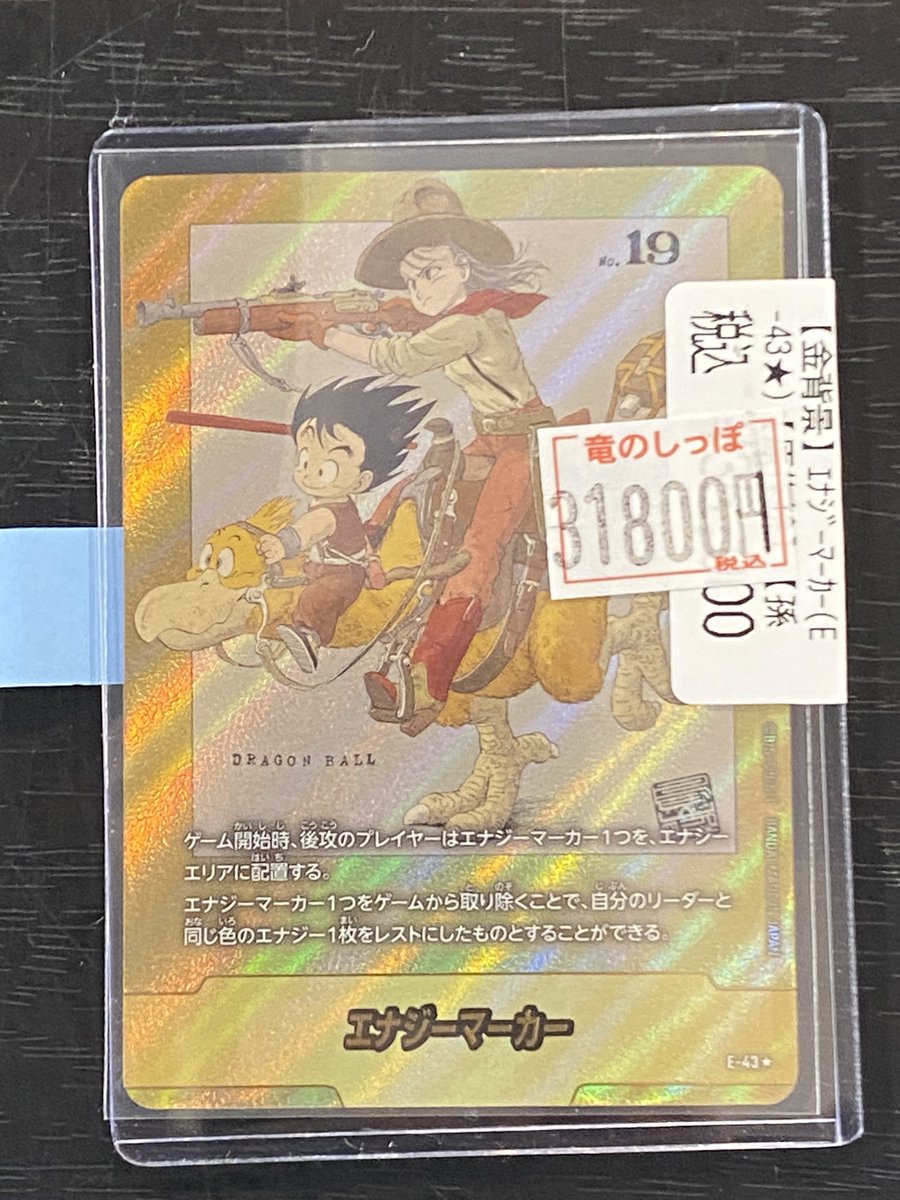 No. 19
【金背景】エナジーマーカー(E
-43★)
【孫
税込
00
竜のしっぽ
31800円
税込
DRAGON BALL
ゲーム開始時、後攻のプレイヤーはエナジーマーカー1つを、エナジー
エリアに配置する。
エナジーマーカー1つをゲームから取り除くことで、自分のリーダーと
同じ色のエナジー1枚をレストにしたものとすることができる。
エナジーマーカー
E-43★